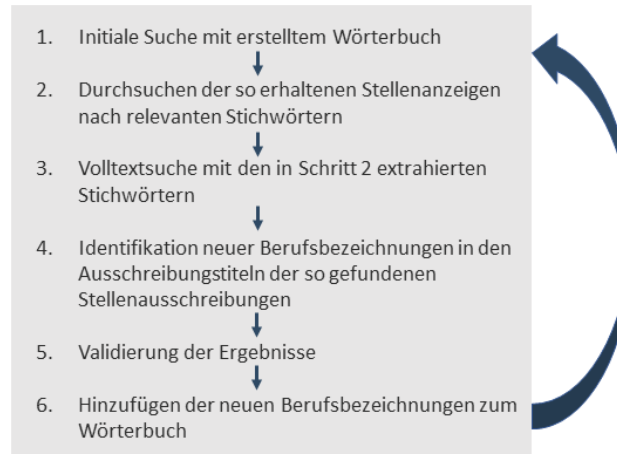 1. Initiale Suche mit erstelltem Wörterbuch
2. Durchsuchen der so erhaltenen Stellenanzeigen
nach relevanten Stichwörtern
3. Volltextsuche mit den in Schritt 2 extrahierten
Stichwörtern
4. Identifikation neuer Berufsbezeichnungen in den
Ausschreibungstiteln der so gefundenen
Stellenausschreibungen
5. Validierung der Ergebnisse
6. Hinzufügen der neuen Berufsbezeichnungen zum
Wörterbuch